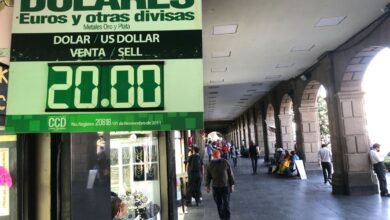 DOLARES
Euros y otras divisas
Metales Oro y Plata
DOLAR / US DOLLAR
VENTA / SELL
20.00
CCD